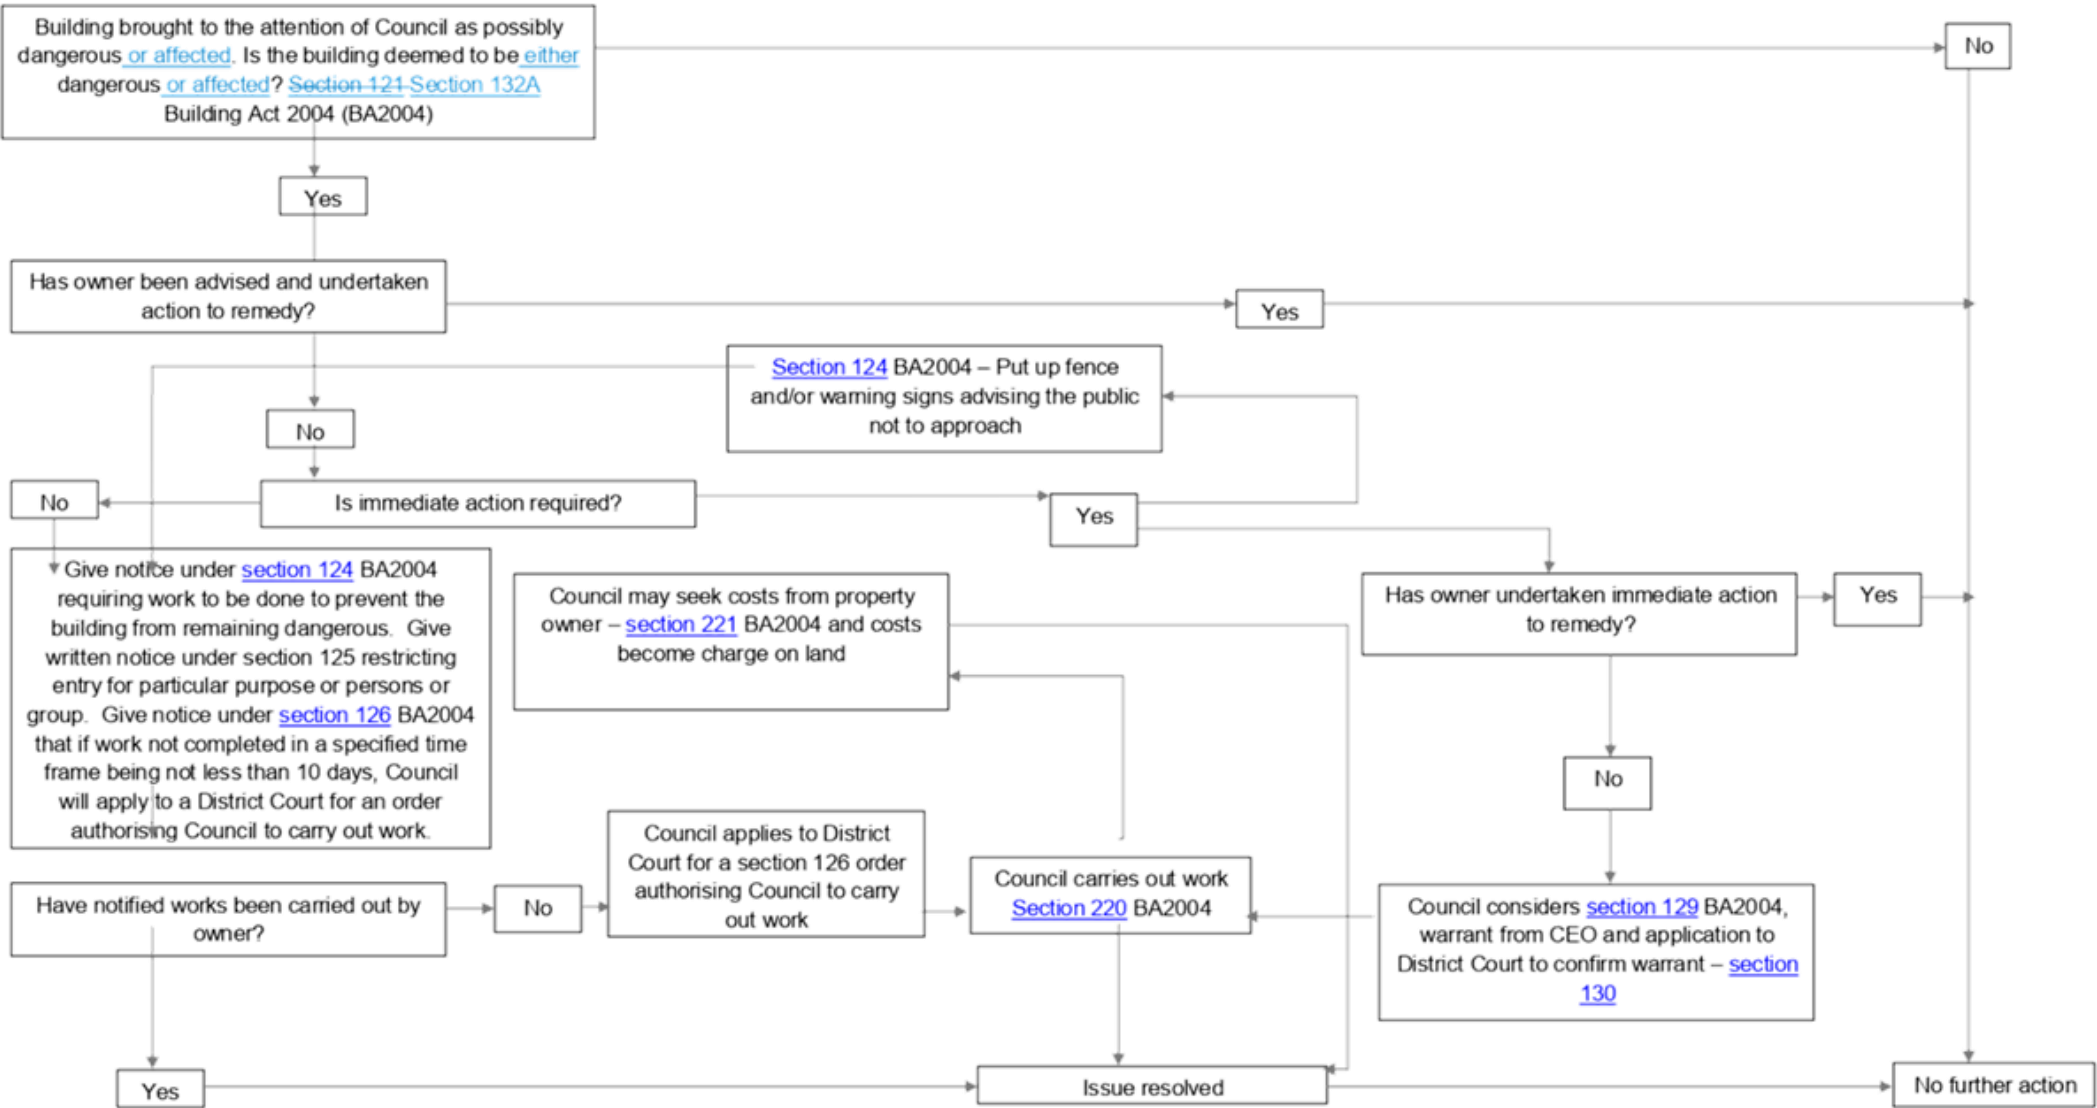 Building brought to the attention of Council as possibly
dangerous or affected. Is the building deemed to be either
dangerous or affected? Section 121 Section 132A
Building Act 2004 (BA2004)
No
Yes
Has owner been advised and undertaken
action to remedy?
Yes
Section 124 BA2004 – Put up fence
and/or warning signs advising the public
not to approach
No
No
Is immediate action required?
Yes
Give notice under section 124 BA2004
requiring work to be done to prevent the
building from remaining dangerous. Give
written notice under section 125 restricting
entry for particular purpose or persons or
group. Give notice under section 126 BA2004
that if work not completed in a specified time
frame being not less than 10 days, Council
will apply to a District Court for an order
authorising Council to carry out work.
Council may seek costs from property
owner – section 221 BA2004 and costs
become charge on land
Has owner undertaken immediate action
to remedy?
Yes
No
Have notified works been carried out by
owner?
No
Council applies to District
Court for a section 126 order
authorising Council to carry
out work
Council carries out work
Section 220 BA2004
Council considers section 129 BA2004,
warrant from CEO and application to
District Court to confirm warrant – section
130
Yes
Issue resolved
No further action